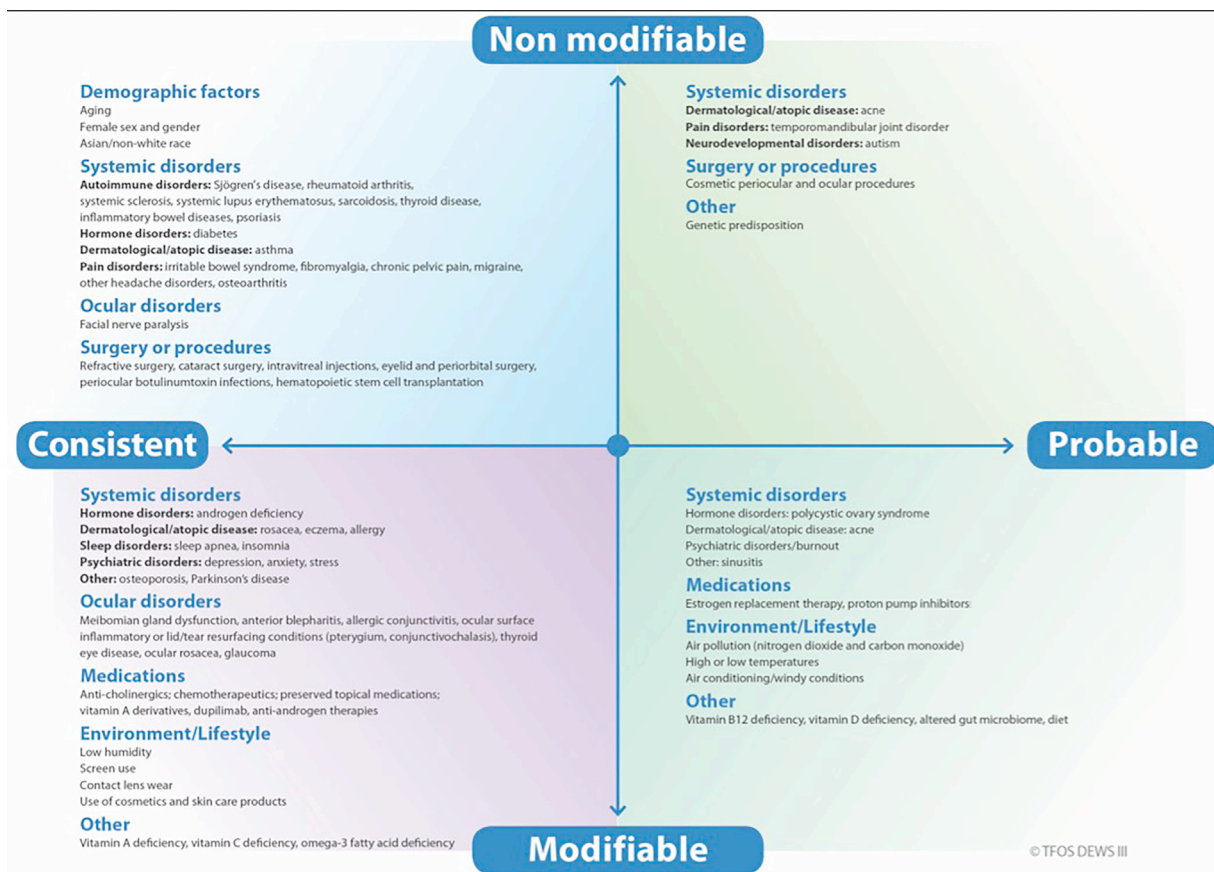 Non modifiable
Demographic factors
Aging
Female sex and gender
Asian/non-white race
Systemic disorders
Autoimmune disorders: Sjögren's disease, rheumatoid arthritis,
systemic sclerosis, systemic lupus erythematosus, sarcoidosis, thyroid disease,
inflammatory bowel diseases, psoriasis
Hormone disorders: diabetes
Dermatological/atopic disease: asthma
Pain disorders: irritable bowel syndrome, fibromyalgia, chronic pelvic pain, migraine,
other headache disorders, osteoarthritis
Ocular disorders
Facial nerve paralysis
Surgery or procedures
Refractive surgery, cataract surgery, intravitreal injections, eyelid and periorbital surgery,
periocular botulinumtoxin infections, hematopoietic stem cell transplantation
Systemic disorders
Dermatological/atopic disease: acne
Pain disorders: temporomandibular joint disorder
Neurodevelopmental disorders: autism
Surgery or procedures
Cosmetic periocular and ocular procedures
Other
Genetic predisposition
Consistent
Probable
Systemic disorders
Hormone disorders: androgen deficiency
Dermatological/atopic disease: rosacea, eczema, allergy
Sleep disorders: sleep apnea, insomnia
Psychiatric disorders: depression, anxiety, stress
Other: osteoporosis, Parkinson's disease
Ocular disorders
Meibomian gland dysfunction, anterior blepharitis, allergic conjunctivitis, ocular surface
inflammatory or lid/tear resurfacing conditions (pterygium, conjunctivochalasis), thyroid
eye disease, ocular rosacea, glaucoma
Medications
Anti-cholinergics; chemotherapeutics; preserved topical medications;
vitamin A derivatives, dupilimab, anti-androgen therapies
Environment/Lifestyle
Low humidity
Screen use
Contact lens wear
Use of cosmetics and skin care products
Other
Vitamin A deficiency, vitamin C deficiency, omega-3 fatty acid deficiency
Systemic disorders
Hormone disorders: polycystic ovary syndrome
Dermatological/atopic disease: acne
Psychiatric disorders/burnout
Other: sinusitis
Medications
Estrogen replacement therapy, proton pump inhibitors
Environment/Lifestyle
Air pollution (nitrogen dioxide and carbon monoxide)
High or low temperatures
Air conditioning/windy conditions
Other
Vitamin B12 deficiency, vitamin D deficiency, altered gut microbiome, diet
Modifiable
© TFOS DEWS III